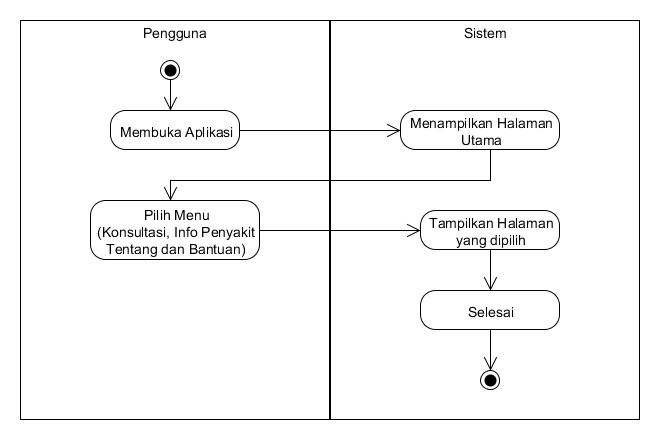 Pengguna
Sistem
Membuka Aplikasi
Menampilkan Halaman
Utama
Pilih Menu
(Konsultasi, Info Penyakit
Tentang dan Bantuan)
Tampilkan Halaman
yang dipilih
Selesai